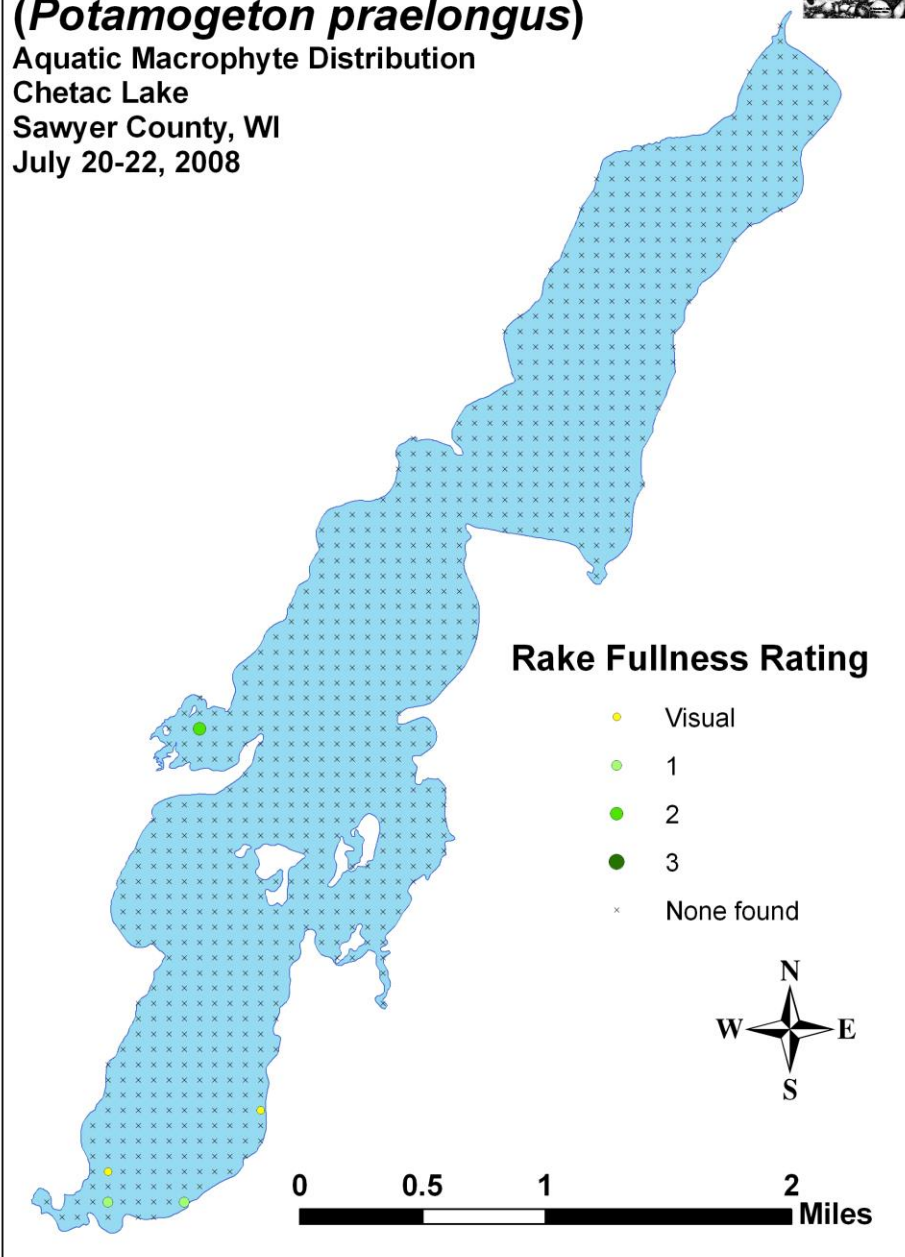 (Potamogeton praelongus)
Aquatic Macrophyte Distribution
Chetac Lake
Sawyer County, WI
July 20-22, 2008
Rake Fullness Rating
Visual
1
2
3
None found
N
W E
S
0 0.5 1 2
Miles